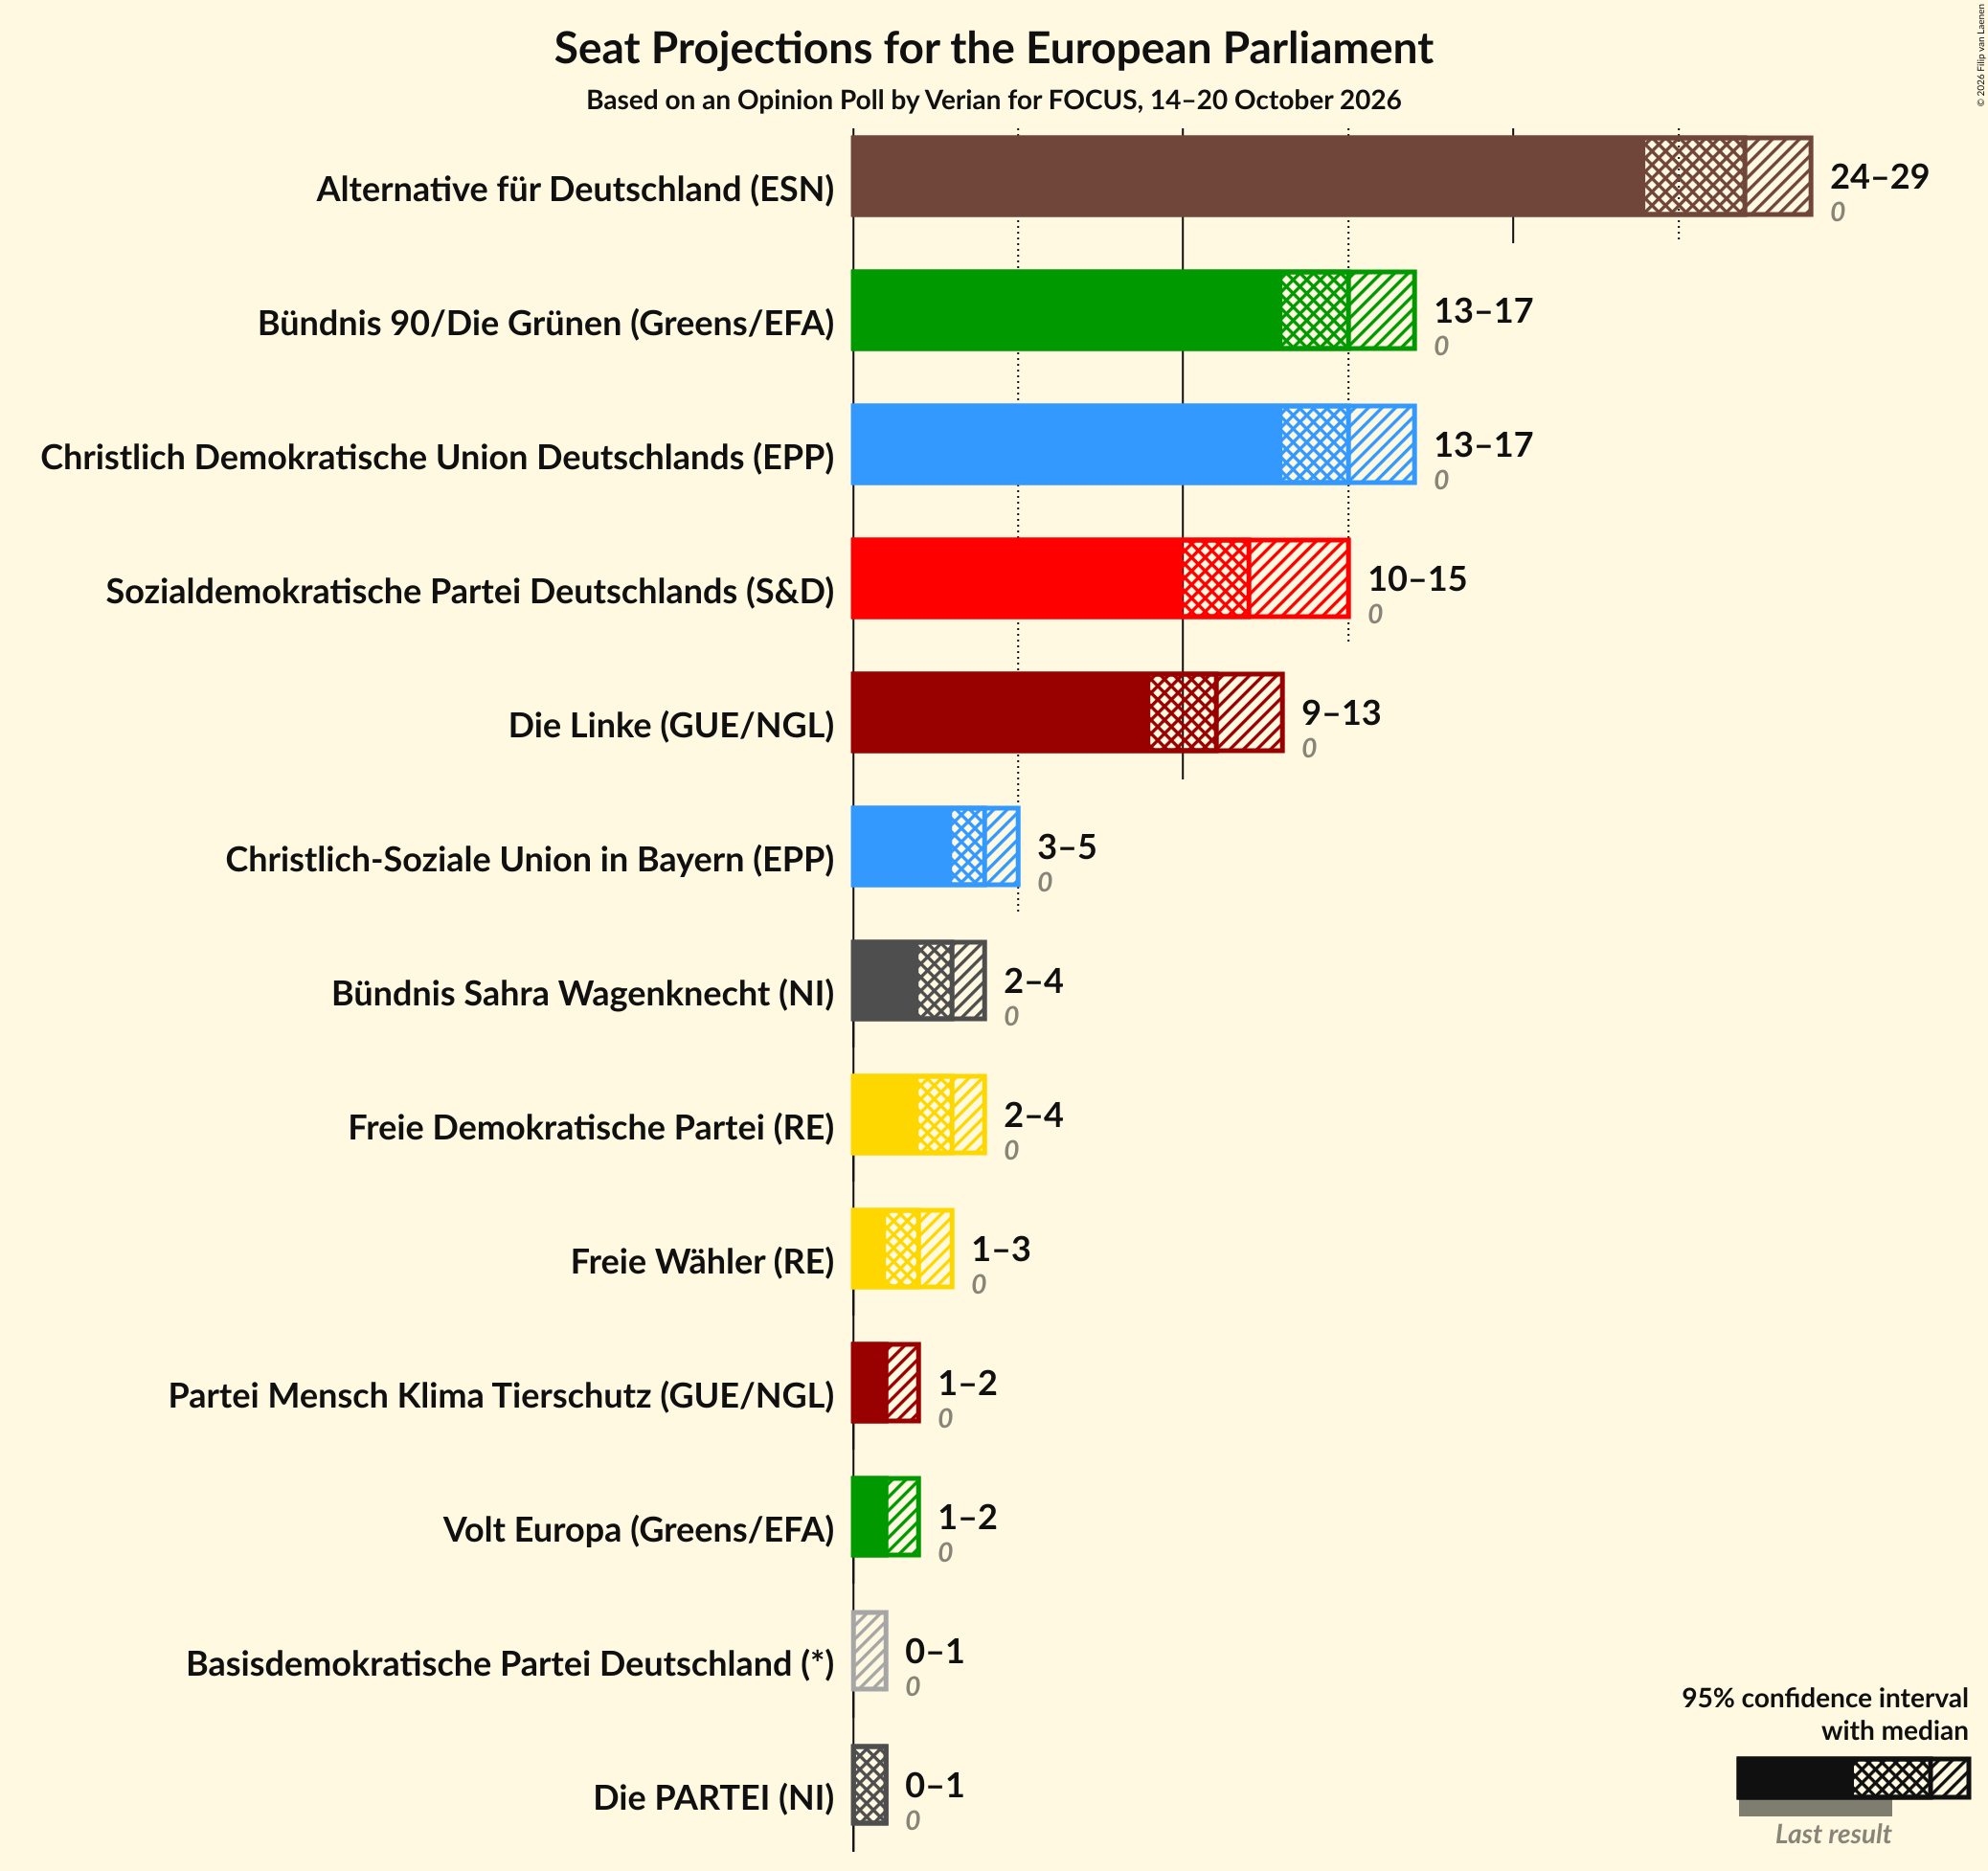 Seat Projections for the European Parliament
Based on an Opinion Poll by Verian for FOCUS, 14–20 October 2026
© 2026 Filip van Laenen
Alternative für Deutschland (ESN)
24–29
0
Bündnis 90/Die Grünen (Greens/EFA)
13–17
0
Christlich Demokratische Union Deutschlands (EPP)
13–17
0
Sozialdemokratische Partei Deutschlands (S&D)
10–15
0
Die Linke (GUE/NGL)
9–13
0
Christlich-Soziale Union in Bayern (EPP)
3–5
0
Bündnis Sahra Wagenknecht (NI)
2–4
0
Freie Demokratische Partei (RE)
2–4
0
Freie Wähler (RE)
1–3
0
Partei Mensch Klima Tierschutz (GUE/NGL)
1–2
0
Volt Europa (Greens/EFA)
1–2
0
Basisdemokratische Partei Deutschland (*)
0–1
0
Die PARTEI (NI)
0–1
0
95% confidence interval
with median
Last result